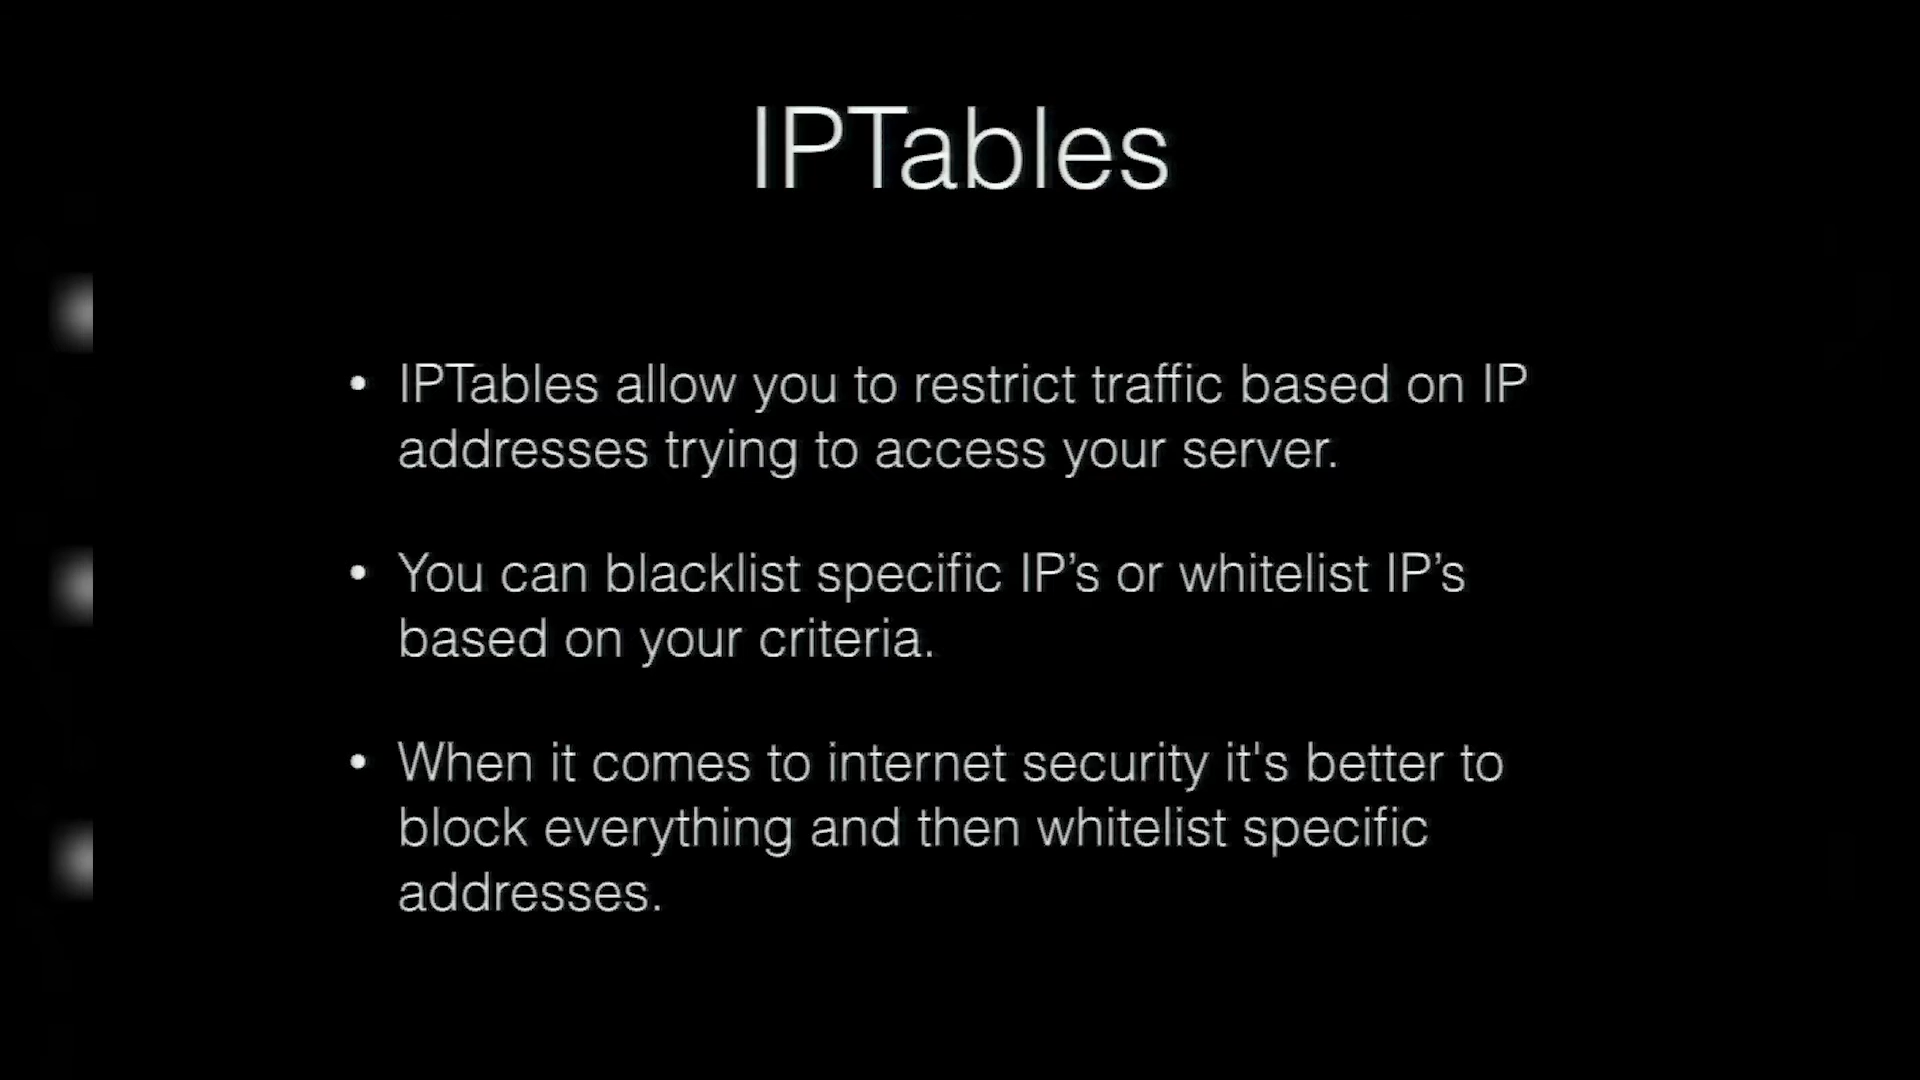 IPTables
• IPTables allow you to restrict traffic based on IP
addresses trying to access your server.
• You can blacklist specific IP’s or whitelist IP’s
based on your criteria.
• When it comes to internet security it's better to
block everything and then whitelist specific
addresses.